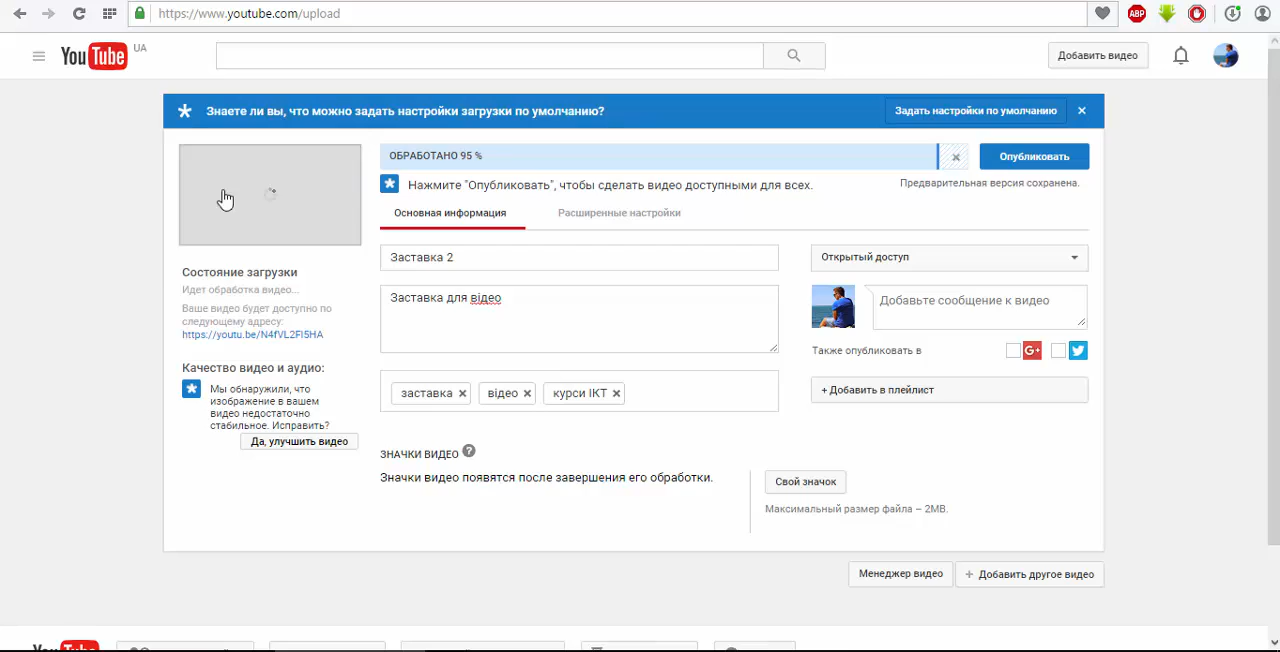 https://www.youtube.com/upload
ABP
YouTube UA
Добавить видео
Знаете ли вы, что можно задать настройки загрузки по умолчанию?
Задать настройки по умолчанию
ОБРАБОТАНО 95 %
Опубликовать
Нажмите "Опубликовать", чтобы сделать видео доступными для всех.
Предварительная версия сохранена.
Основная информация
Расширенные настройки
Состояние загрузки
Идет обработка видео...
Ваше видео будет доступно по
следующему адресу:
https://youtu.be/N4fVL2FI5HA
Качество видео и аудио:
Мы обнаружили, что
изображение в вашем
видео недостаточно
стабильное. Исправить?
Да, улучшить видео
Заставка 2
Заставка для відео
заставка
відео
курси ІКТ
ЗНАЧКИ ВИДЕО
Значки видео появятся после завершения его обработки.
Свой значок
Максимальный размер файла – 2MB.
Открытый доступ
Добавьте сообщение к видео
Также опубликовать в
G+
+ Добавить в плейлист
Менеджер видео
+ Добавить другое видео
YouTube